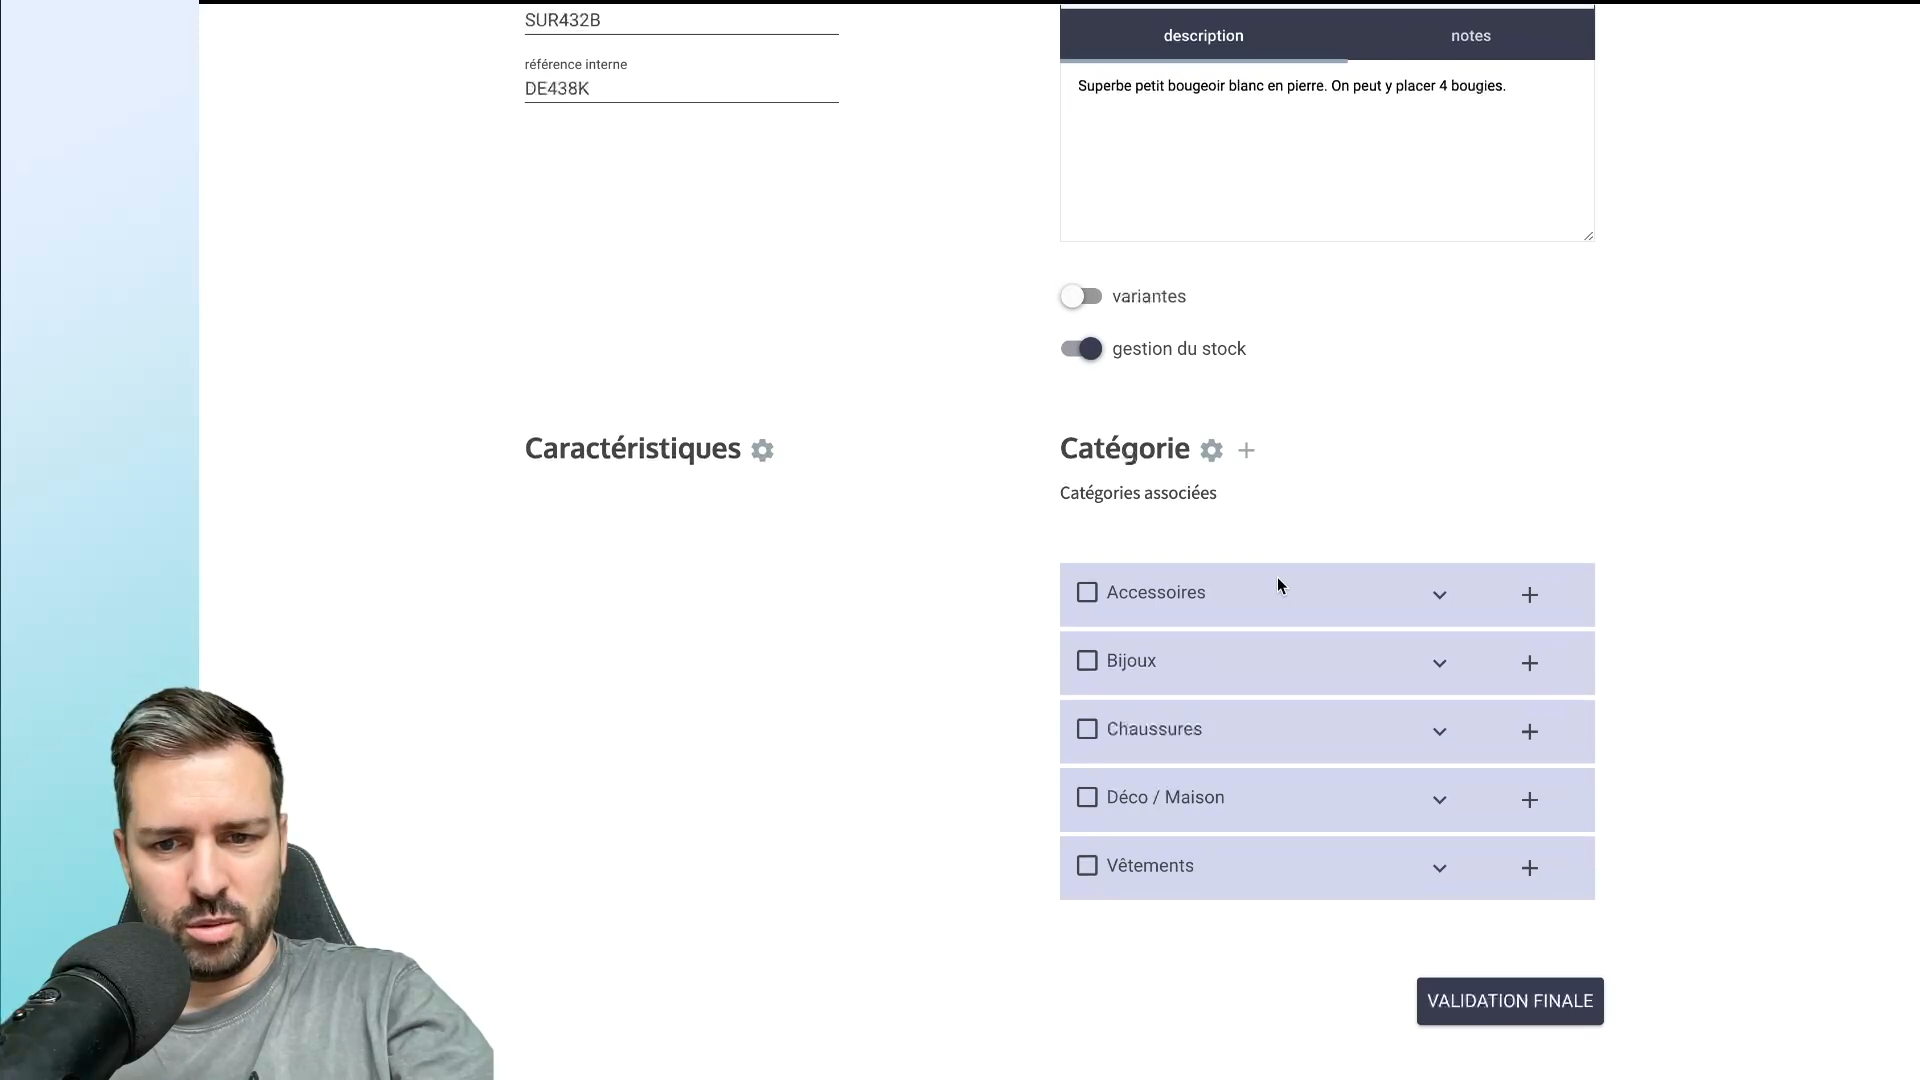 SUR432B
référence interne
DE438K
description
notes
Superbe petit bougeoir blanc en pierre. On peut y placer 4 bougies.
variantes
gestion du stock
Caractéristiques
Catégorie
Catégories associées
Accessoires
Bijoux
Chaussures
Déco / Maison
Vêtements
VALIDATION FINALE